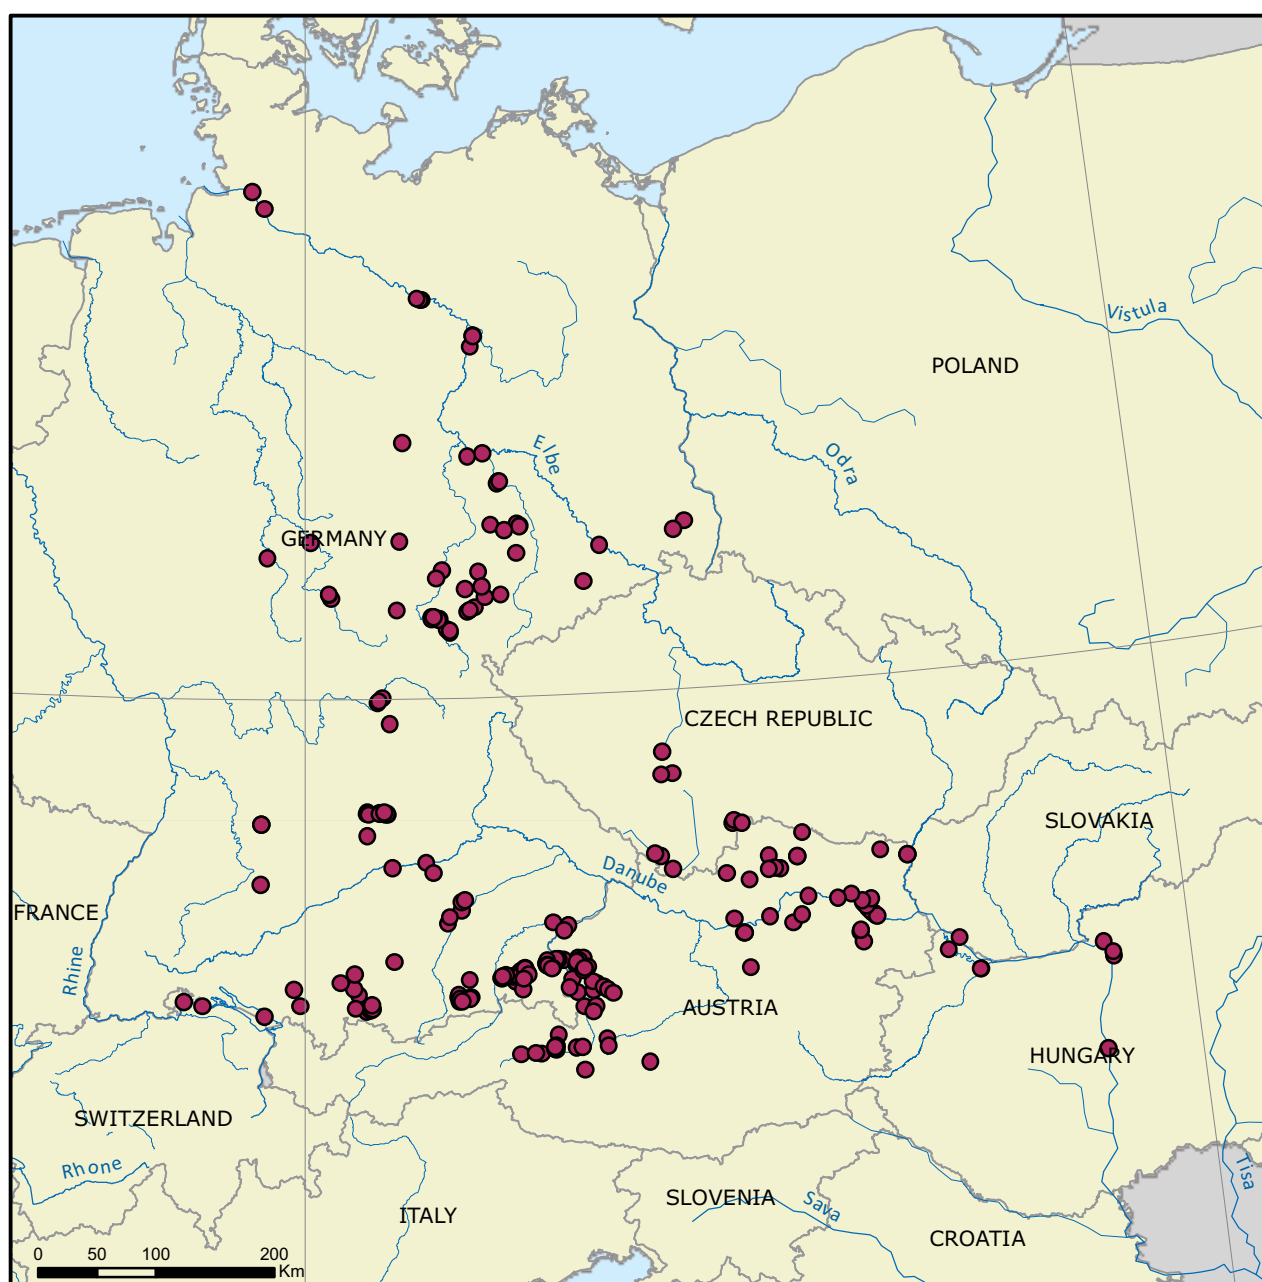 Vistula
POLAND
Elbe
Odra
GERMANY
CZECH REPUBLIC
SLOVAKIA
Danube
FRANCE
Rhine
AUSTRIA
HUNGARY
SWITZERLAND
Rhone
Tisa
SLOVENIA
Sava
ITALY
CROATIA
0 50 100 200
Km